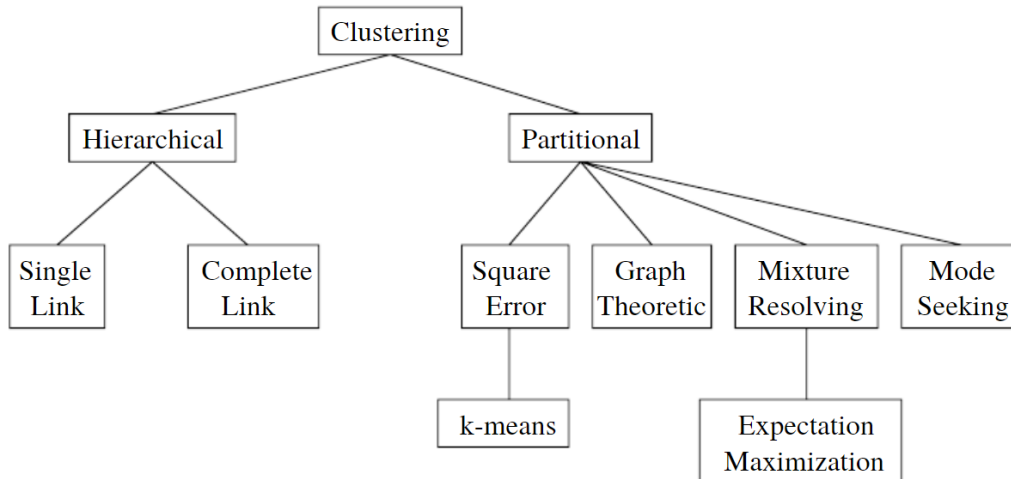 Clustering
Hierarchical
Partitional
Single
Link
Complete
Link
Square
Error
Graph
Theoretic
Mixture
Resolving
Mode
Seeking
k-means
Expectation
Maximization